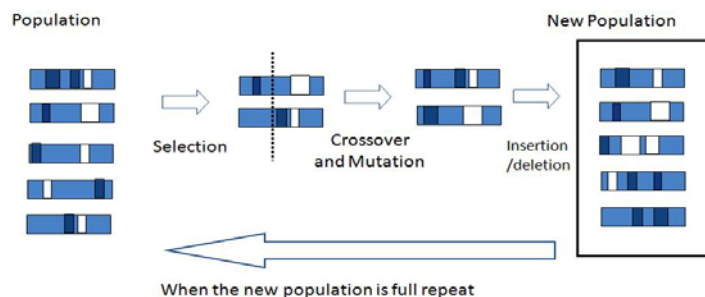 Population
New Population
Selection
Crossover
and Mutation
Insertion
/deletion
When the new population is full repeat